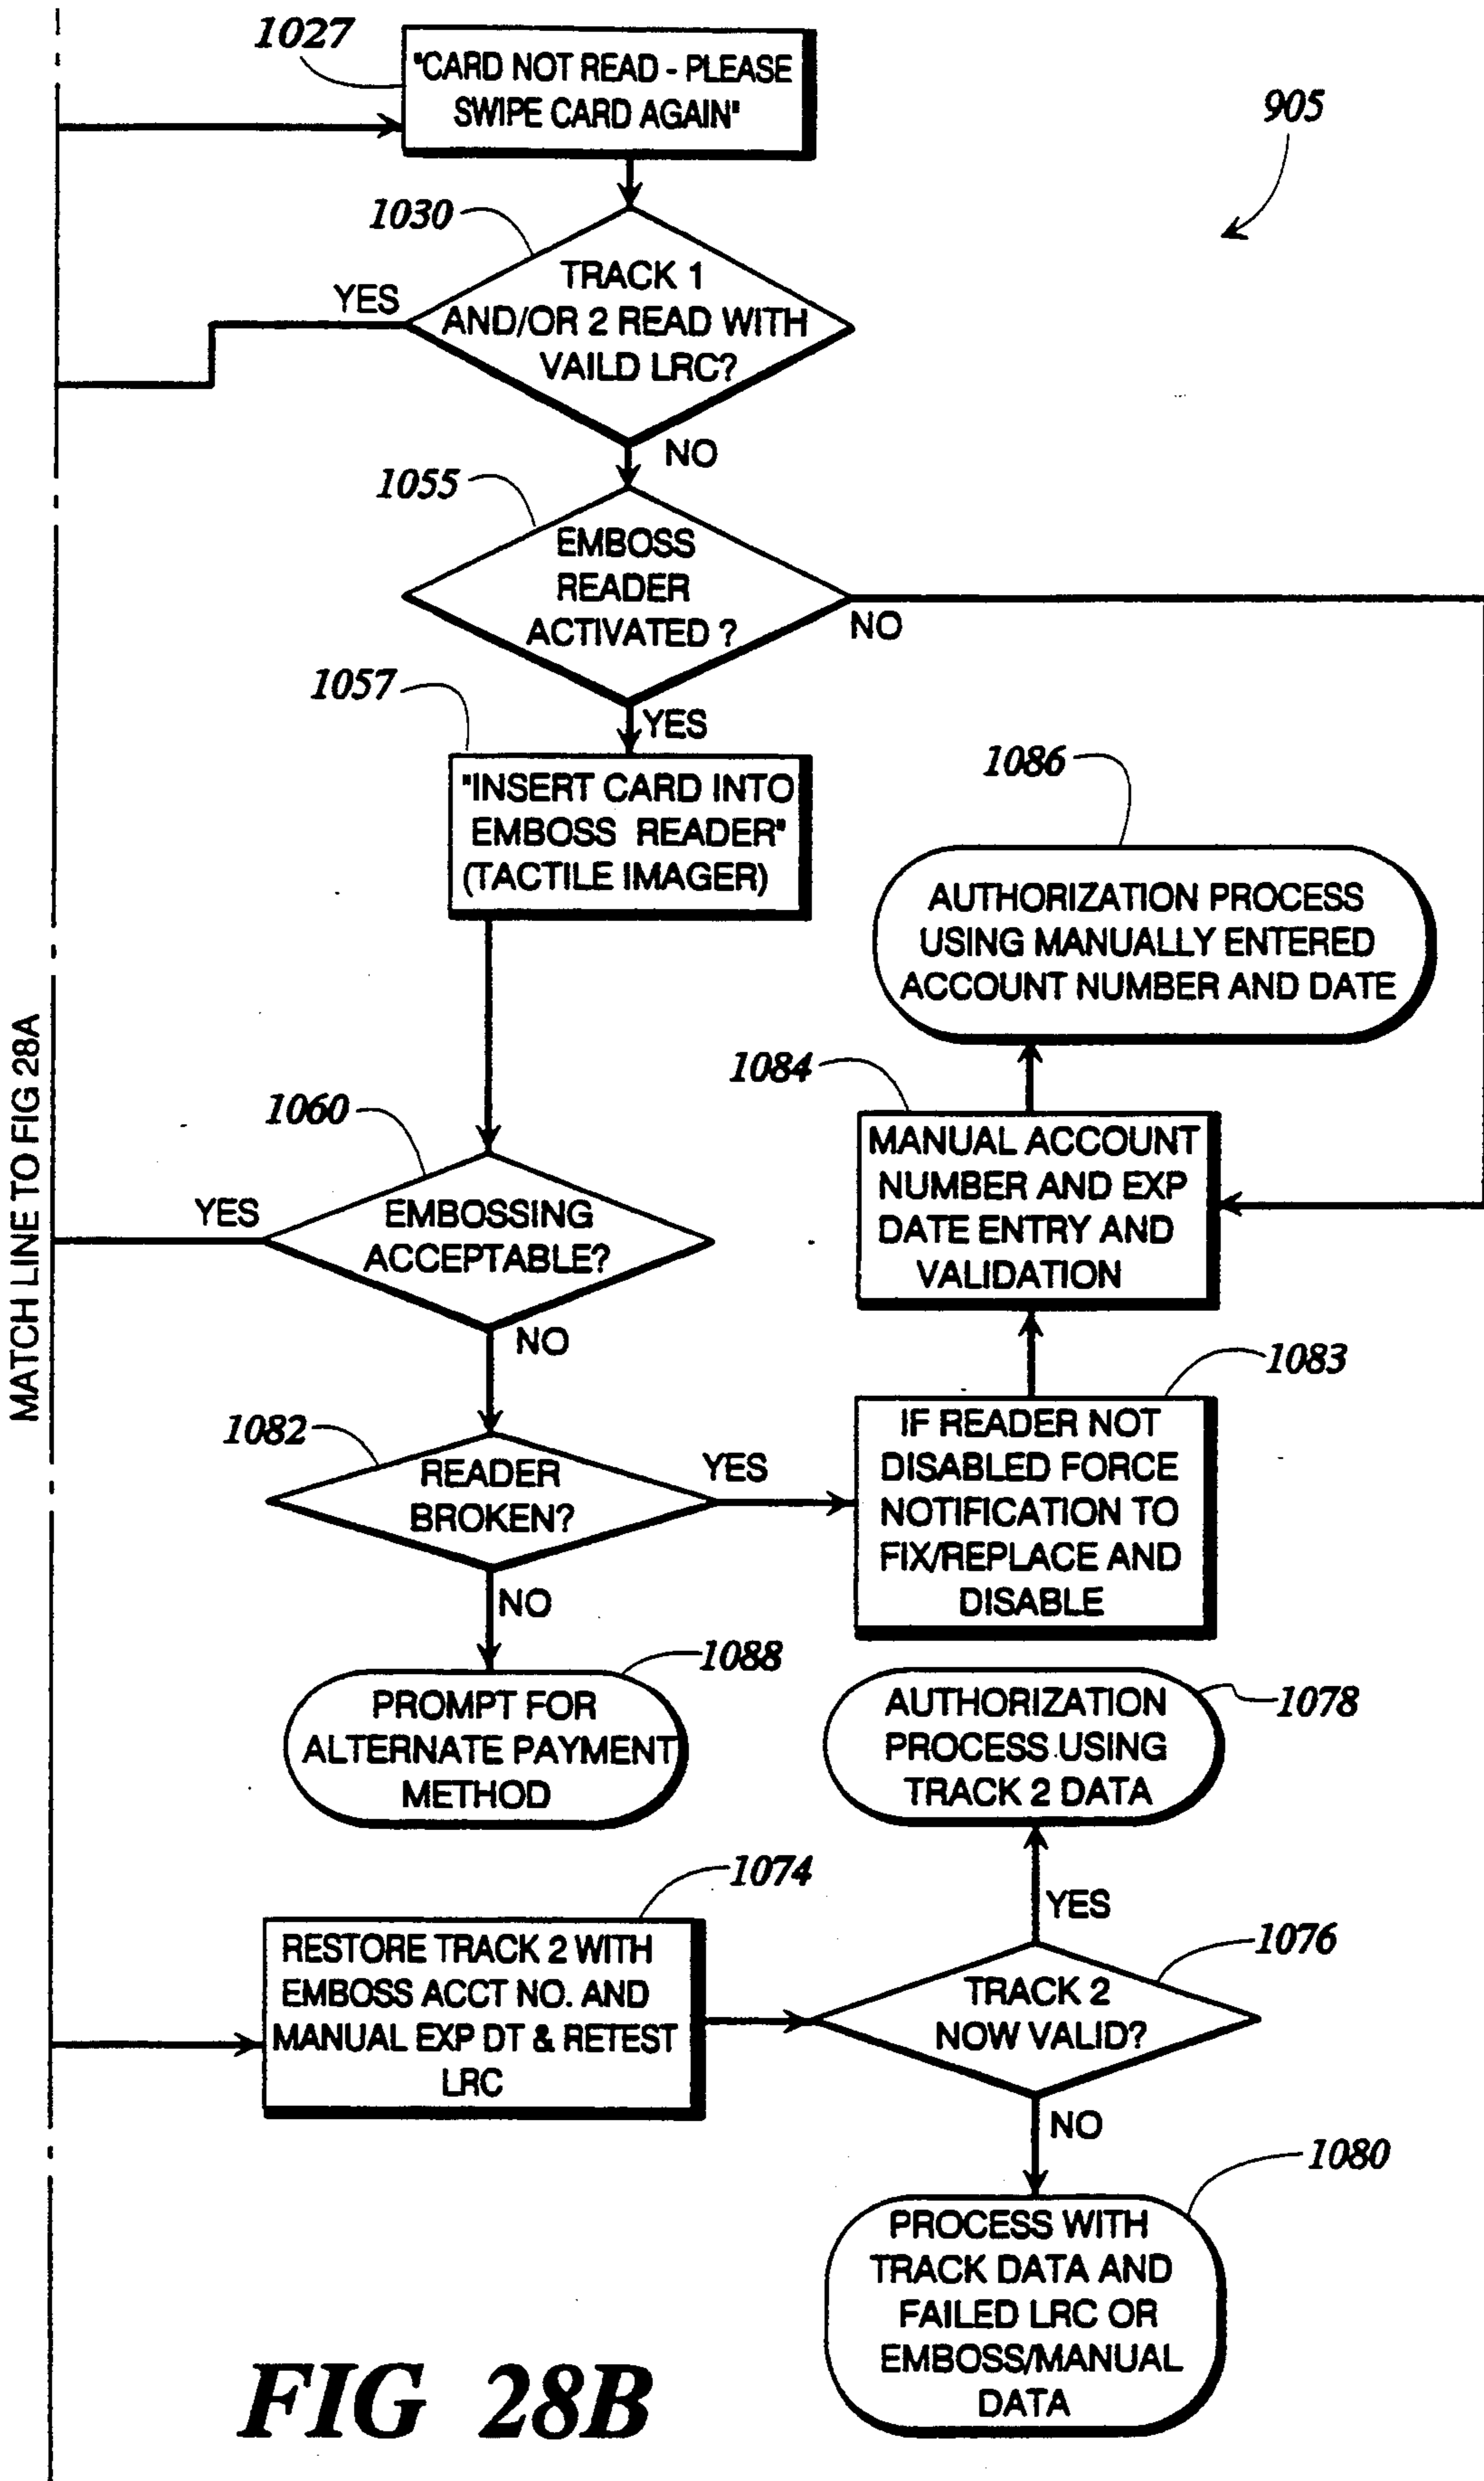 1027
"CARD NOT READ - PLEASE
SWIPE CARD AGAIN"
905
1030
TRACK 1
AND/OR 2 READ WITH
VAILD LRC?
YES
NO
1055
EMBOSS
READER
ACTIVATED ?
NO
YES
1057
"INSERT CARD INTO
EMBOSS READER"
(TACTILE IMAGER)
1086
AUTHORIZATION PROCESS
USING MANUALLY ENTERED
ACCOUNT NUMBER AND DATE
1084
MANUAL ACCOUNT
NUMBER AND EXP
DATE ENTRY AND
VALIDATION
1060
EMBOSSING
ACCEPTABLE?
YES
NO
MATCH LINE TO FIG 28A
1082
READER
BROKEN?
YES
NO
1083
IF READER NOT
DISABLED FORCE
NOTIFICATION TO
FIX/REPLACE AND
DISABLE
1088
PROMPT FOR
ALTERNATE PAYMENT
METHOD
1078
AUTHORIZATION
PROCESS USING
TRACK 2 DATA
1074
RESTORE TRACK 2 WITH
EMBOSS ACCT NO. AND
MANUAL EXP DT & RETEST
LRC
YES
1076
TRACK 2
NOW VALID?
NO
1080
PROCESS WITH
TRACK DATA AND
FAILED LRC OR
EMBOSS/MANUAL
DATA
FIG 28B